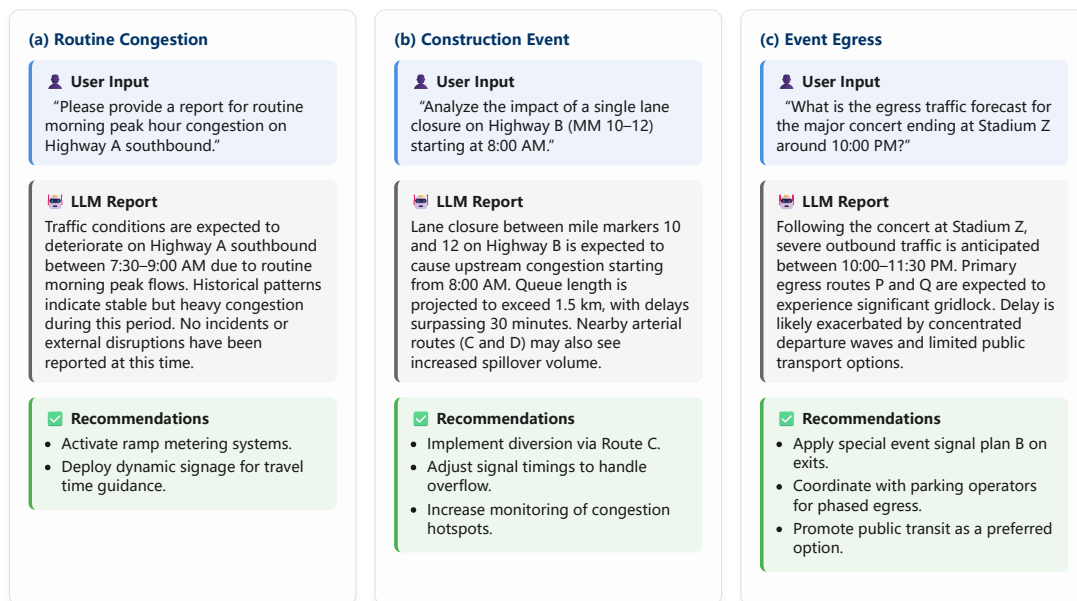 (a) Routine Congestion
User Input
“Please provide a report for routine
morning peak hour congestion on
Highway A southbound.”
LLM Report
Traffic conditions are expected to
deteriorate on Highway A southbound
between 7:30–9:00 AM due to routine
morning peak flows. Historical patterns
indicate stable but heavy congestion
during this period. No incidents or
external disruptions have been
reported at this time.
Recommendations
• Activate ramp metering systems.
• Deploy dynamic signage for travel
time guidance.
(b) Construction Event
User Input
“Analyze the impact of a single lane
closure on Highway B (MM 10–12)
starting at 8:00 AM.”
LLM Report
Lane closure between mile markers 10
and 12 on Highway B is expected to
cause upstream congestion starting
from 8:00 AM. Queue length is
projected to exceed 1.5 km, with delays
surpassing 30 minutes. Nearby arterial
routes (C and D) may also see
increased spillover volume.
Recommendations
• Implement diversion via Route C.
• Adjust signal timings to handle
overflow.
• Increase monitoring of congestion
hotspots.
(c) Event Egress
User Input
“What is the egress traffic forecast for
the major concert ending at Stadium Z
around 10:00 PM?”
LLM Report
Following the concert at Stadium Z,
severe outbound traffic is anticipated
between 10:00–11:30 PM. Primary
egress routes P and Q are expected to
experience significant gridlock. Delay is
likely exacerbated by concentrated
departure waves and limited public
transport options.
Recommendations
• Apply special event signal plan B on
exits.
• Coordinate with parking operators
for phased egress.
• Promote public transit as a preferred
option.